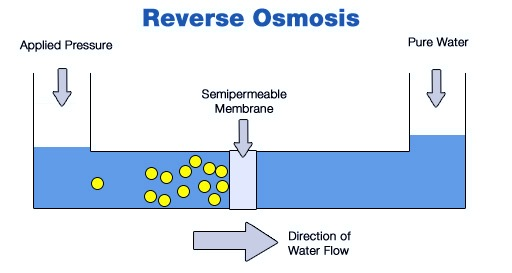 Reverse Osmosis
Applied Pressure
Pure Water
Semipermeable
Membrane
Direction of
Water Flow